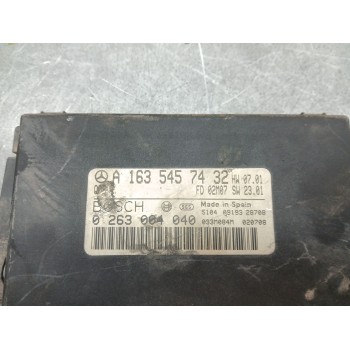 A 163 545 74 32 HW-07.01
FD 02M07 SW 23.01
BOSCH Made in Spain
0 263 004 040
020708